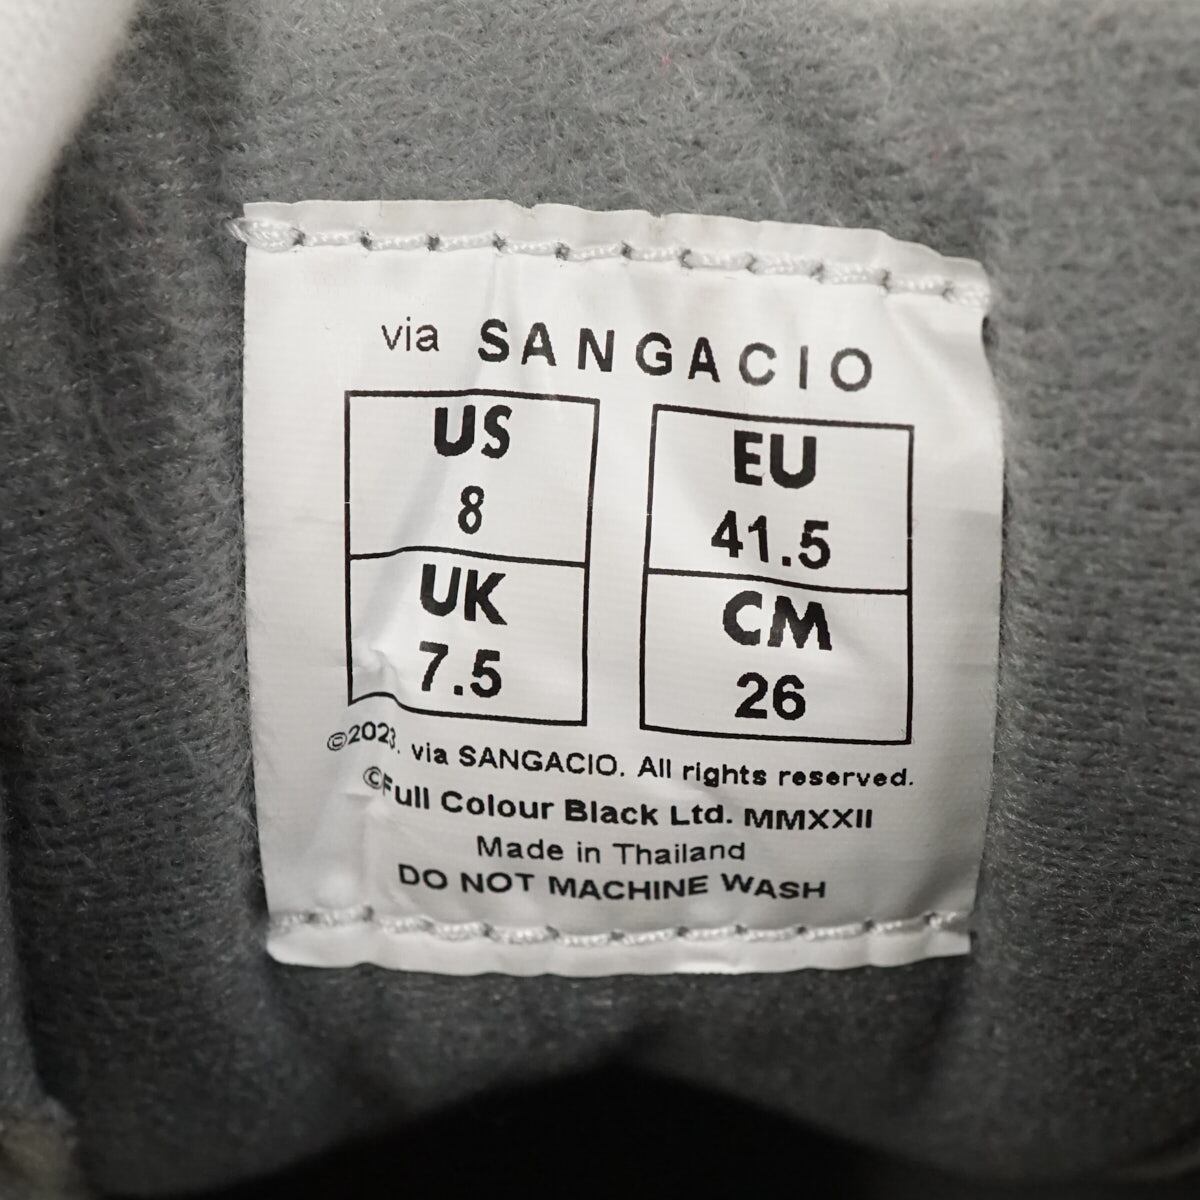 via SANGACIO
US
8
UK
7.5
EU
41.5
CM
26
©2023. via SANGACIO. All rights reserved.
©Full Colour Black Ltd. MMXXII
Made in Thailand
DO NOT MACHINE WASH